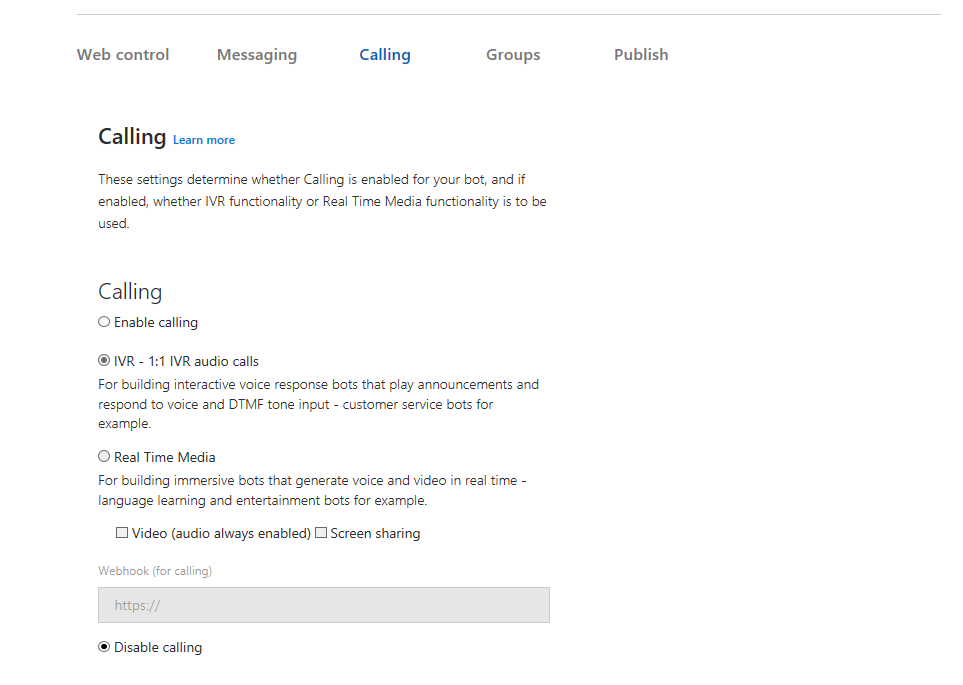 Web control Messaging Calling Groups Publish
Calling Learn more
These settings determine whether Calling is enabled for your bot, and if
enabled, whether IVR functionality or Real Time Media functionality is to be
used.
Calling
Enable calling
IVR - 1:1 IVR audio calls
For building interactive voice response bots that play announcements and
respond to voice and DTMF tone input - customer service bots for
example.
Real Time Media
For building immersive bots that generate voice and video in real time -
language learning and entertainment bots for example.
Video (audio always enabled) Screen sharing
Webhook (for calling)
https://
Disable calling